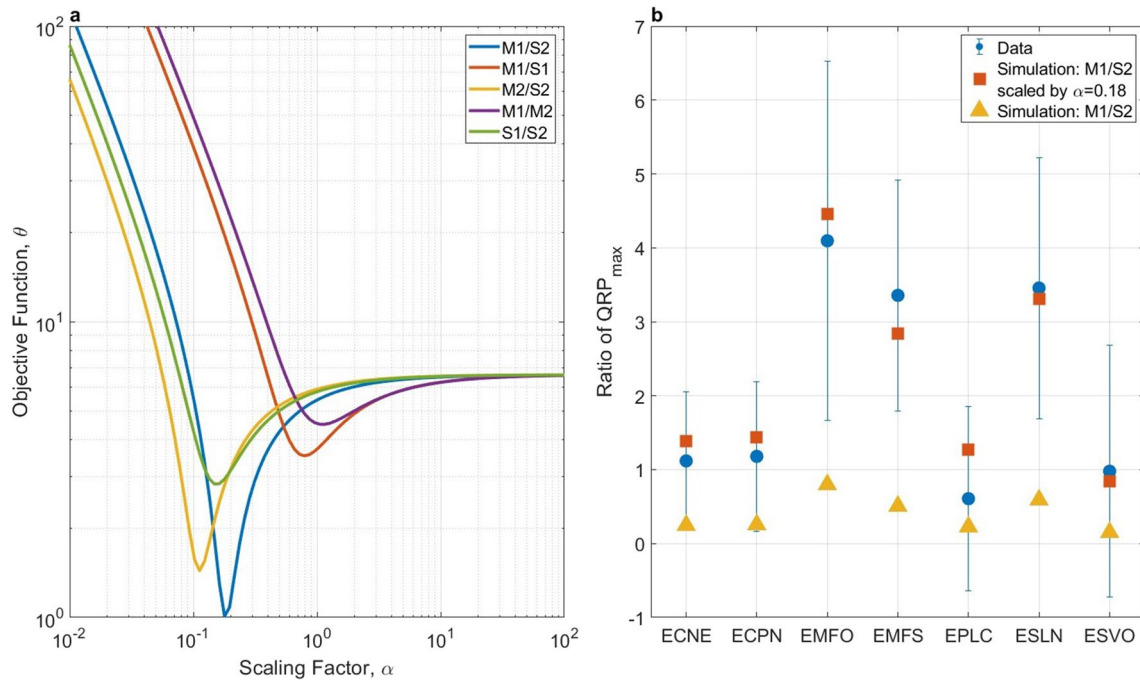 a
10^2
10^1
10^0
Objective Function, θ
M1/S2
M1/S1
M2/S2
M1/M2
S1/S2
10^-2
10^-1
10^0
10^1
10^2
Scaling Factor, α
b
7
6
5
4
3
2
1
0
-1
Ratio of QRP_max
Data
Simulation: M1/S2
scaled by α=0.18
Simulation: M1/S2
ECNE
ECPN
EMFO
EMFS
EPLC
ESLN
ESVO